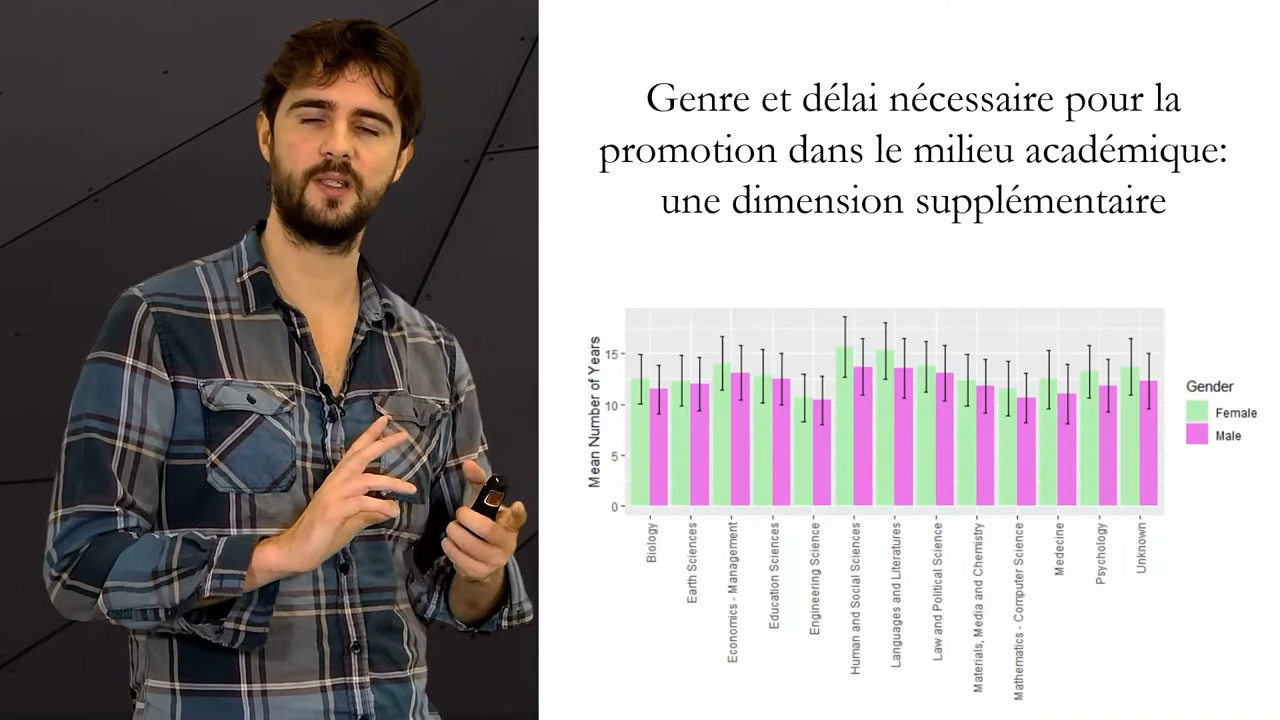 Genre et délai nécessaire pour la
promotion dans le milieu académique:
une dimension supplémentaire
Mean Number of Years
15
10
5
0
Biology
Earth Sciences
Economics - Management
Education Sciences
Engineering Science
Human and Social Sciences
Languages and Literatures
Law and Political Science
Materials, Media and Chemistry
Mathematics - Computer Science
Medecine
Psychology
Unknown
Gender
Female
Male